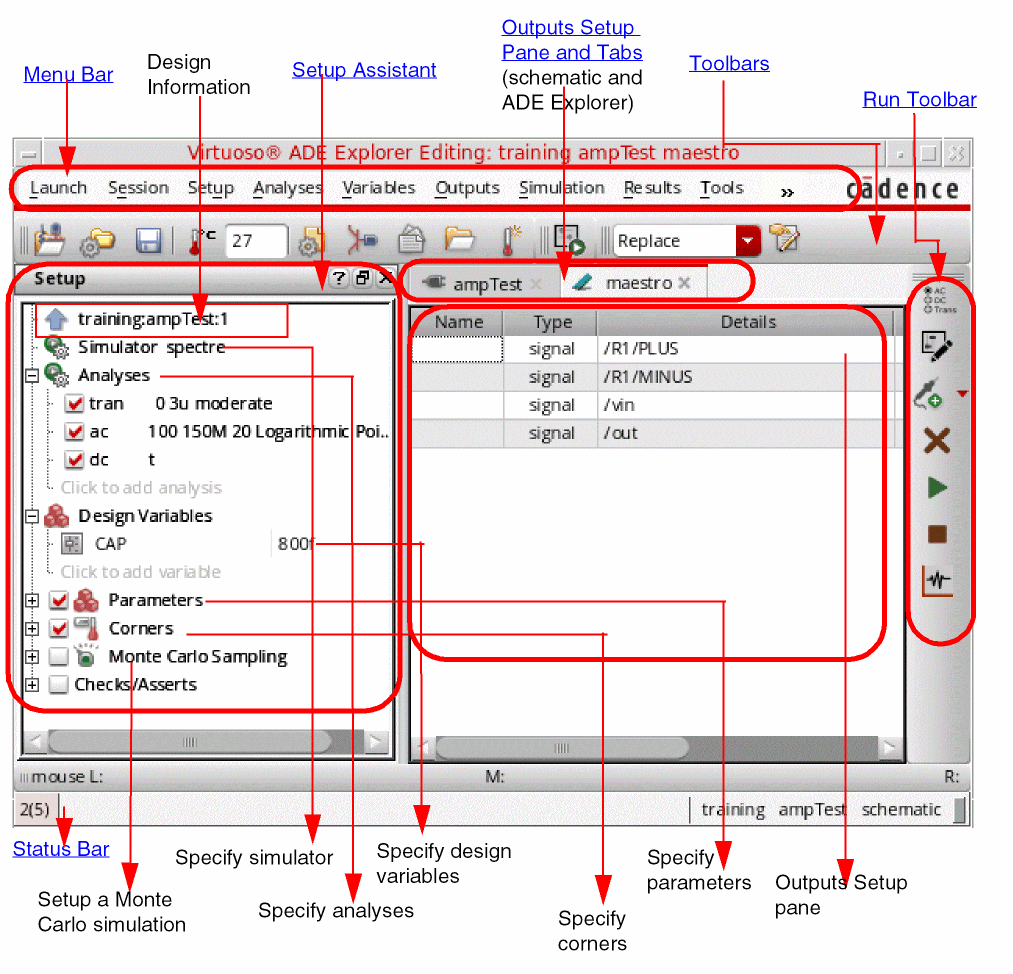 Outputs Setup
Pane and Tabs
(schematic and
ADE Explorer)
Menu Bar
Design
Information
Setup Assistant
Toolbars
Run Toolbar
Virtuoso® ADE Explorer Editing: training ampTest maestro
Launch Session Setup Analyses Variables Outputs Simulation Results Tools » cādence
°C 27 Replace
Setup ?
ampTest maestro
training:ampTest:1
Simulator spectre
Analyses
tran 0 3u moderate
ac 100 150M 20 Logarithmic Poi..
dc t
Click to add analysis
Design Variables
CAP 800f
Click to add variable
Parameters
Corners
Monte Carlo Sampling
Checks/Asserts
Name Type Details
signal /R1/PLUS
signal /R1/MINUS
signal /vin
signal /out
AC
DC
Trans
mouse L: M: R:
2(5) training ampTest schematic
Status Bar
Specify simulator
Specify design
variables
Specify
parameters
Outputs Setup
pane
Setup a Monte
Carlo simulation
Specify analyses
Specify
corners